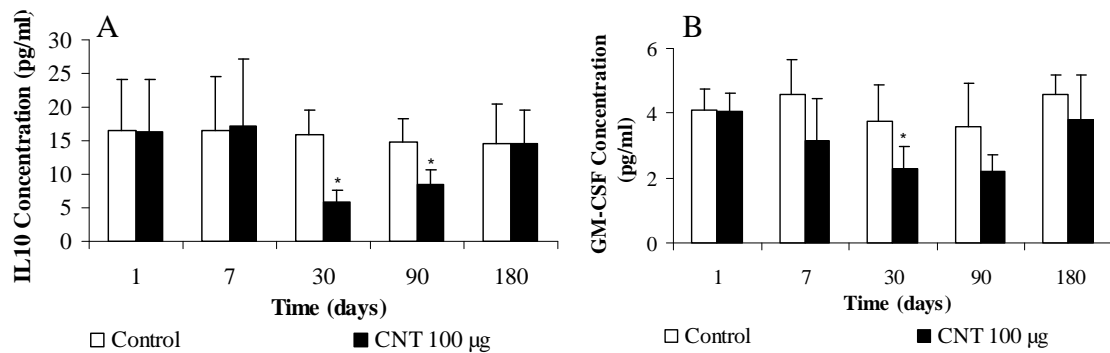 A
IL10 Concentration (pg/ml)
30
25
20
15
10
5
0
*
*
1 7 30 90 180
Time (days)
Control CNT 100 µg
B
GM-CSF Concentration
(pg/ml)
6
4
2
0
*
1 7 30 90 180
Time (days)
Control CNT 100 µg